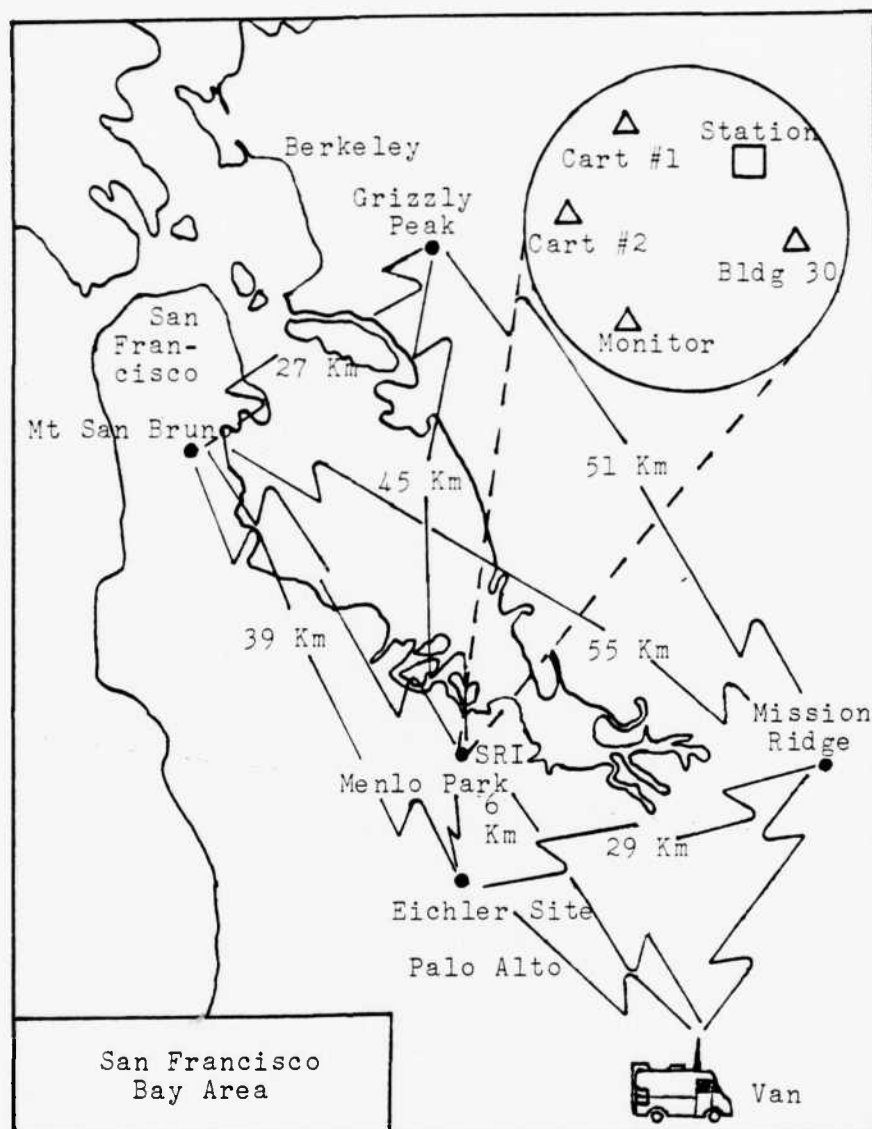 Berkeley
Grizzly
Peak
Station
Cart #1
Cart #2
Bldg 30
Monitor
San
Fran-
cisco
27 Km
Mt San Brun
45 Km
51 Km
39 Km
55 Km
Mission
Ridge
SRI
Menlo Park
6
Km
29 Km
Eichler Site
Palo Alto
San Francisco
Bay Area
Van